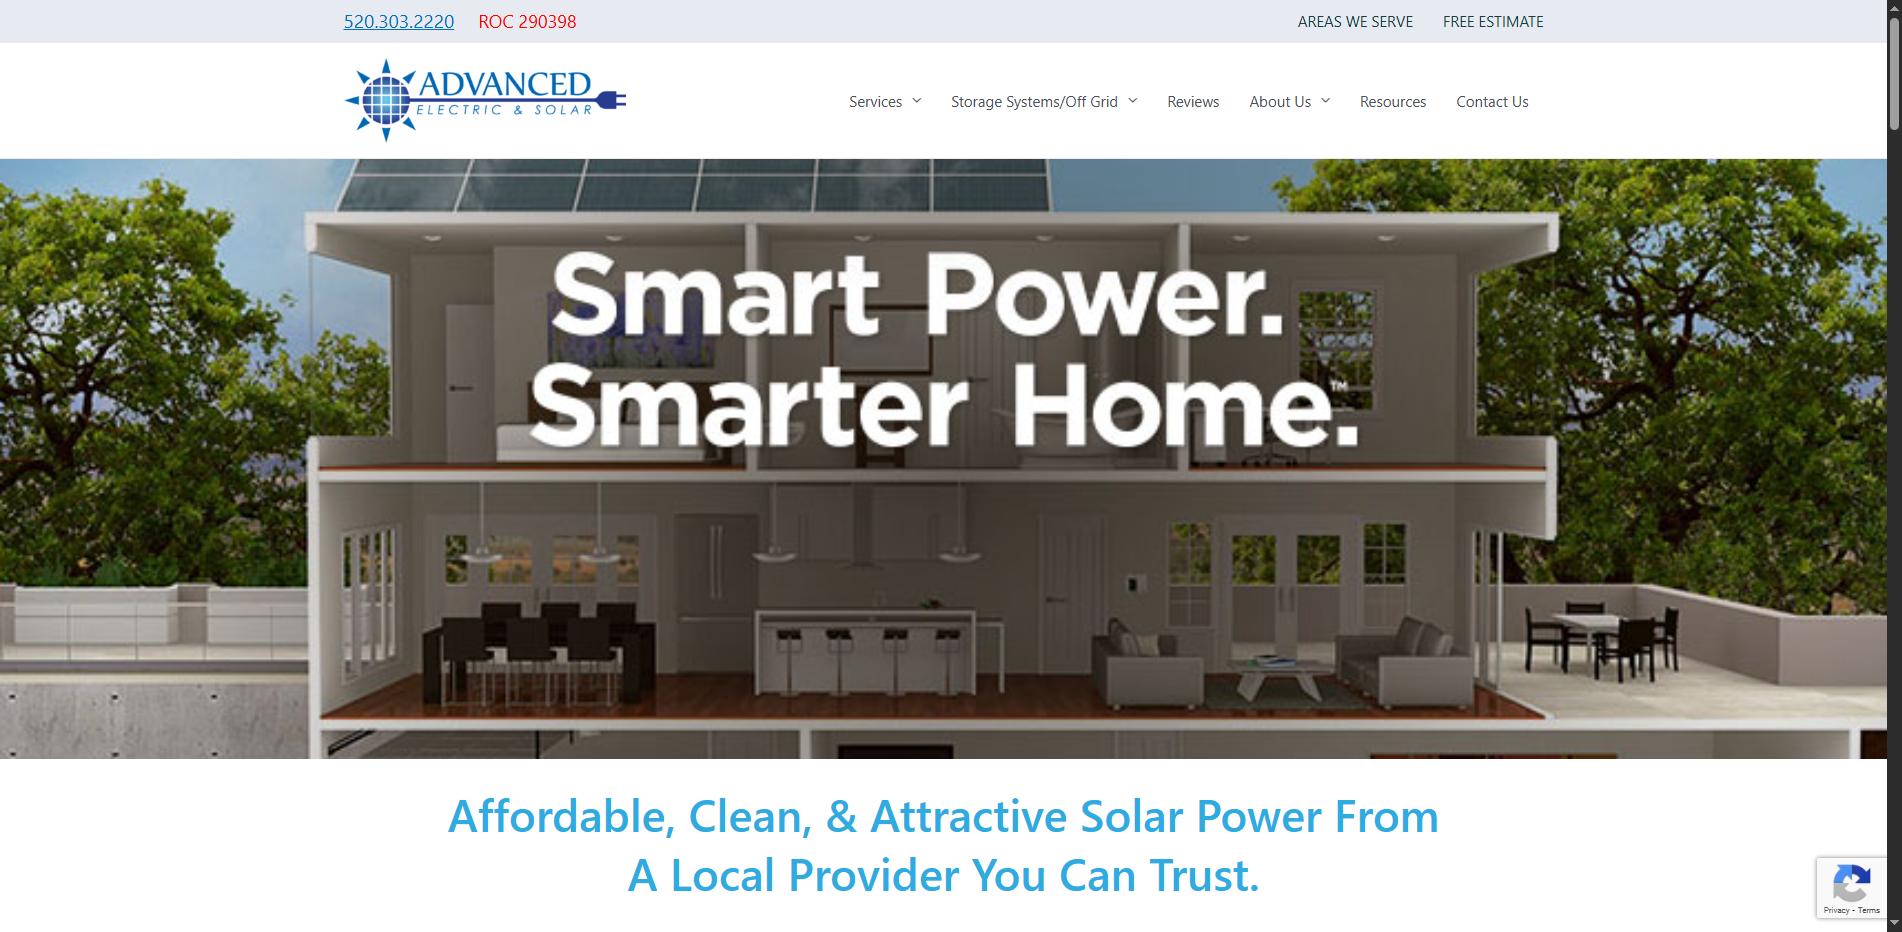 520.303.2220 ROC 290398 AREAS WE SERVE FREE ESTIMATE
ADVANCED
ELECTRIC & SOLAR
Services Storage Systems/Off Grid Reviews About Us Resources Contact Us
Smart Power.
Smarter Home.™
Affordable, Clean, & Attractive Solar Power From
A Local Provider You Can Trust.
Privacy - Terms